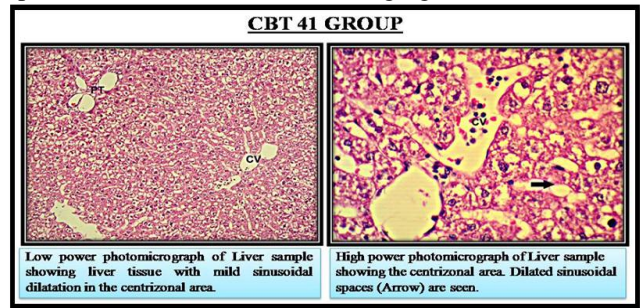 CBT 41 GROUP
PT
CV
CV
Low power photomicrograph of Liver sample
showing liver tissue with mild sinusoidal
dilatation in the centrizonal area.
High power photomicrograph of Liver sample
showing the centrizonal area. Dilated sinusoidal
spaces (Arrow) are seen.